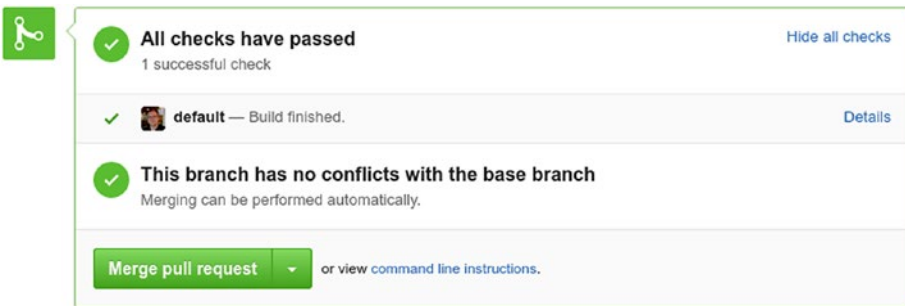 All checks have passed
Hide all checks
1 successful check
default — Build finished.
Details
This branch has no conflicts with the base branch
Merging can be performed automatically.
Merge pull request
or view command line instructions.